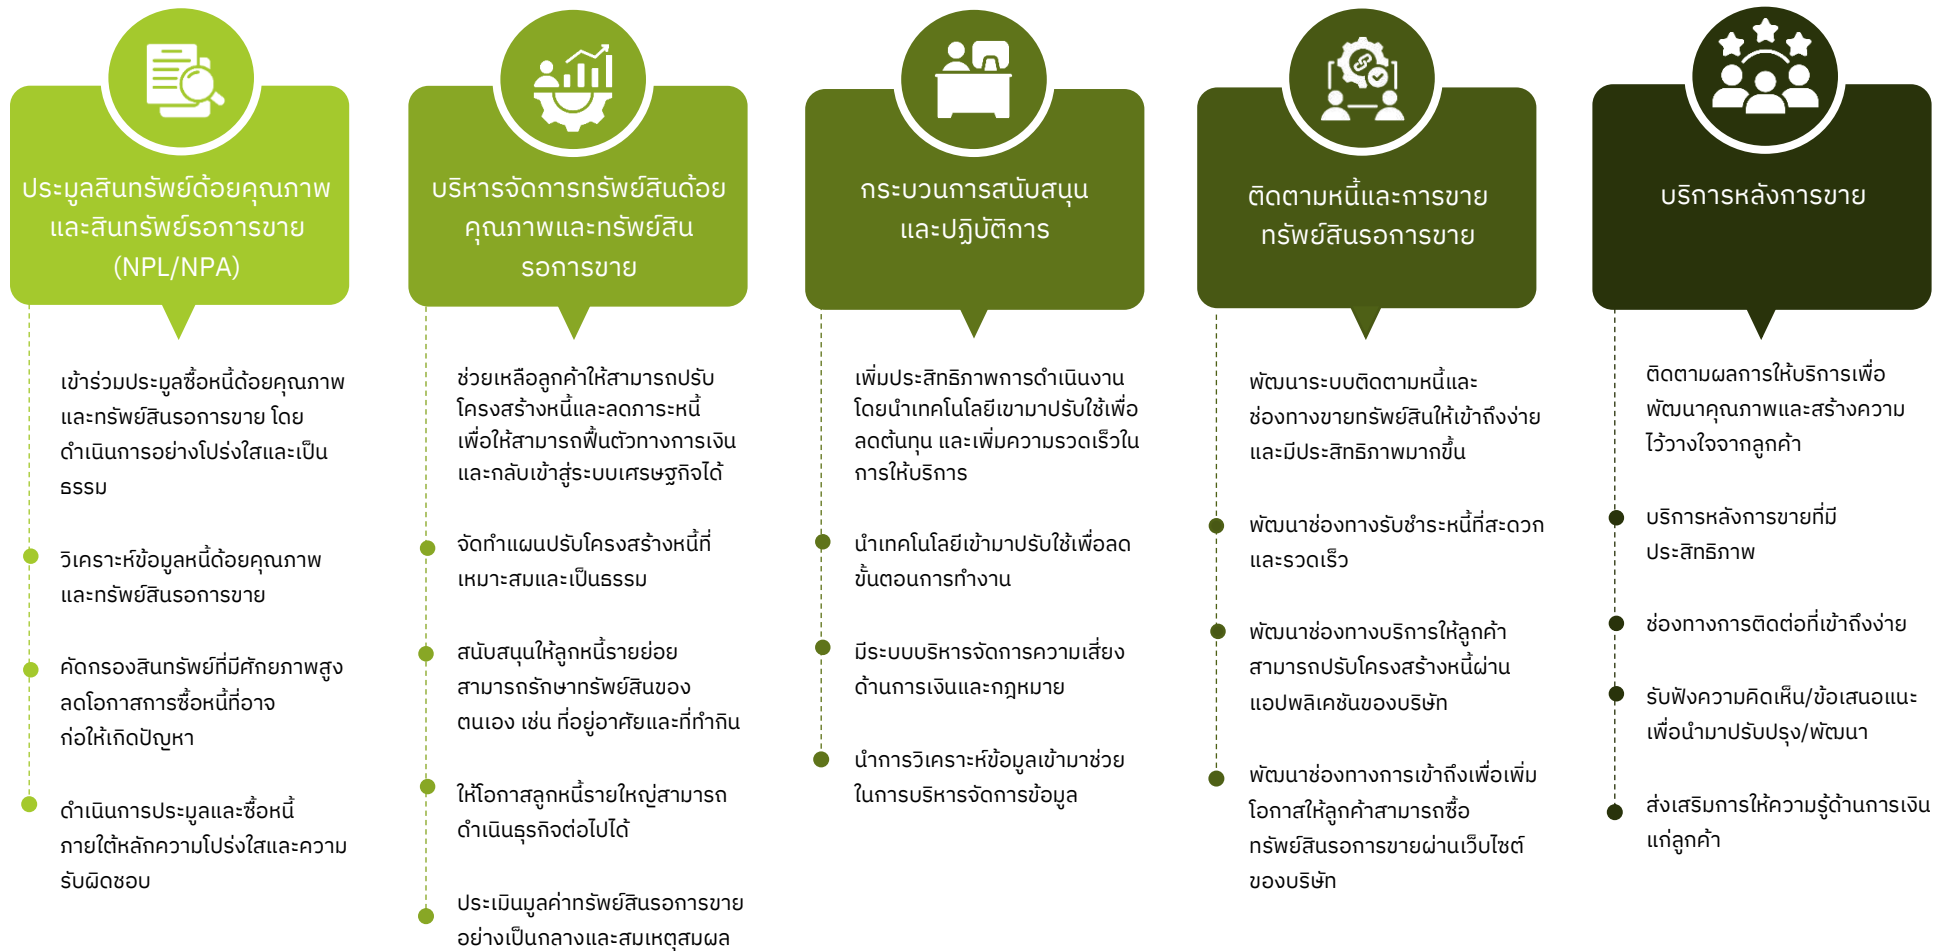 ประมูลสินทรัพย์ด้อยคุณภาพ
และสินทรัพย์รอการขาย
(NPL/NPA)
เข้าร่วมประมูลซื้อหนี้ด้อยคุณภาพ
และทรัพย์สินรอการขาย โดย
ดำเนินการอย่างโปร่งใสและเป็น
ธรรม
วิเคราะห์ข้อมูลหนี้ด้อยคุณภาพ
และทรัพย์สินรอการขาย
คัดกรองสินทรัพย์ที่มีศักยภาพสูง
ลดโอกาสการซื้อหนี้ที่อาจ
ก่อให้เกิดปัญหา
ดำเนินการประมูลและซื้อหนี้
ภายใต้หลักความโปร่งใสและความ
รับผิดชอบ
บริหารจัดการทรัพย์สินด้อย
คุณภาพและทรัพย์สิน
รอการขาย
ช่วยเหลือลูกค้าให้สามารถปรับ
โครงสร้างหนี้และลดภาระหนี้
เพื่อให้สามารถฟื้นตัวทางการเงิน
และกลับเข้าสู่ระบบเศรษฐกิจได้
จัดทำแผนปรับโครงสร้างหนี้ที่
เหมาะสมและเป็นธรรม
สนับสนุนให้ลูกหนี้รายย่อย
สามารถรักษาทรัพย์สินของ
ตนเอง เช่น ที่อยู่อาศัยและที่ทำกิน
ให้โอกาสลูกหนี้รายใหญ่สามารถ
ดำเนินธุรกิจต่อไปได้
ประเมินมูลค่าทรัพย์สินรอการขาย
อย่างเป็นกลางและสมเหตุสมผล
กระบวนการสนับสนุน
และปฏิบัติการ
เพิ่มประสิทธิภาพการดำเนินงาน
โดยนำเทคโนโลยีเขามาปรับใช้เพื่อ
ลดต้นทุน และเพิ่มความรวดเร็วใน
การให้บริการ
นำเทคโนโลยีเข้ามาปรับใช้เพื่อลด
ขั้นตอนการทำงาน
มีระบบบริหารจัดการความเสี่ยง
ด้านการเงินและกฎหมาย
นำการวิเคราะห์ข้อมูลเข้ามาช่วย
ในการบริหารจัดการข้อมูล
ติดตามหนี้และการขาย
ทรัพย์สินรอการขาย
พัฒนาระบบติดตามหนี้และ
ช่องทางขายทรัพย์สินให้เข้าถึงง่าย
และมีประสิทธิภาพมากขึ้น
พัฒนาช่องทางรับชำระหนี้ที่สะดวก
และรวดเร็ว
พัฒนาช่องทางบริการให้ลูกค้า
สามารถปรับโครงสร้างหนี้ผ่าน
แอปพลิเคชันของบริษัท
พัฒนาช่องทางการเข้าถึงเพื่อเพิ่ม
โอกาสให้ลูกค้าสามารถซื้อ
ทรัพย์สินรอการขายผ่านเว็บไซต์
ของบริษัท
บริการหลังการขาย
ติดตามผลการให้บริการเพื่อ
พัฒนาคุณภาพและสร้างความ
ไว้วางใจจากลูกค้า
บริการหลังการขายที่มี
ประสิทธิภาพ
ช่องทางการติดต่อที่เข้าถึงง่าย
รับฟังความคิดเห็น/ข้อเสนอแนะ
เพื่อนำมาปรับปรุง/พัฒนา
ส่งเสริมการให้ความรู้ด้านการเงิน
แก่ลูกค้า